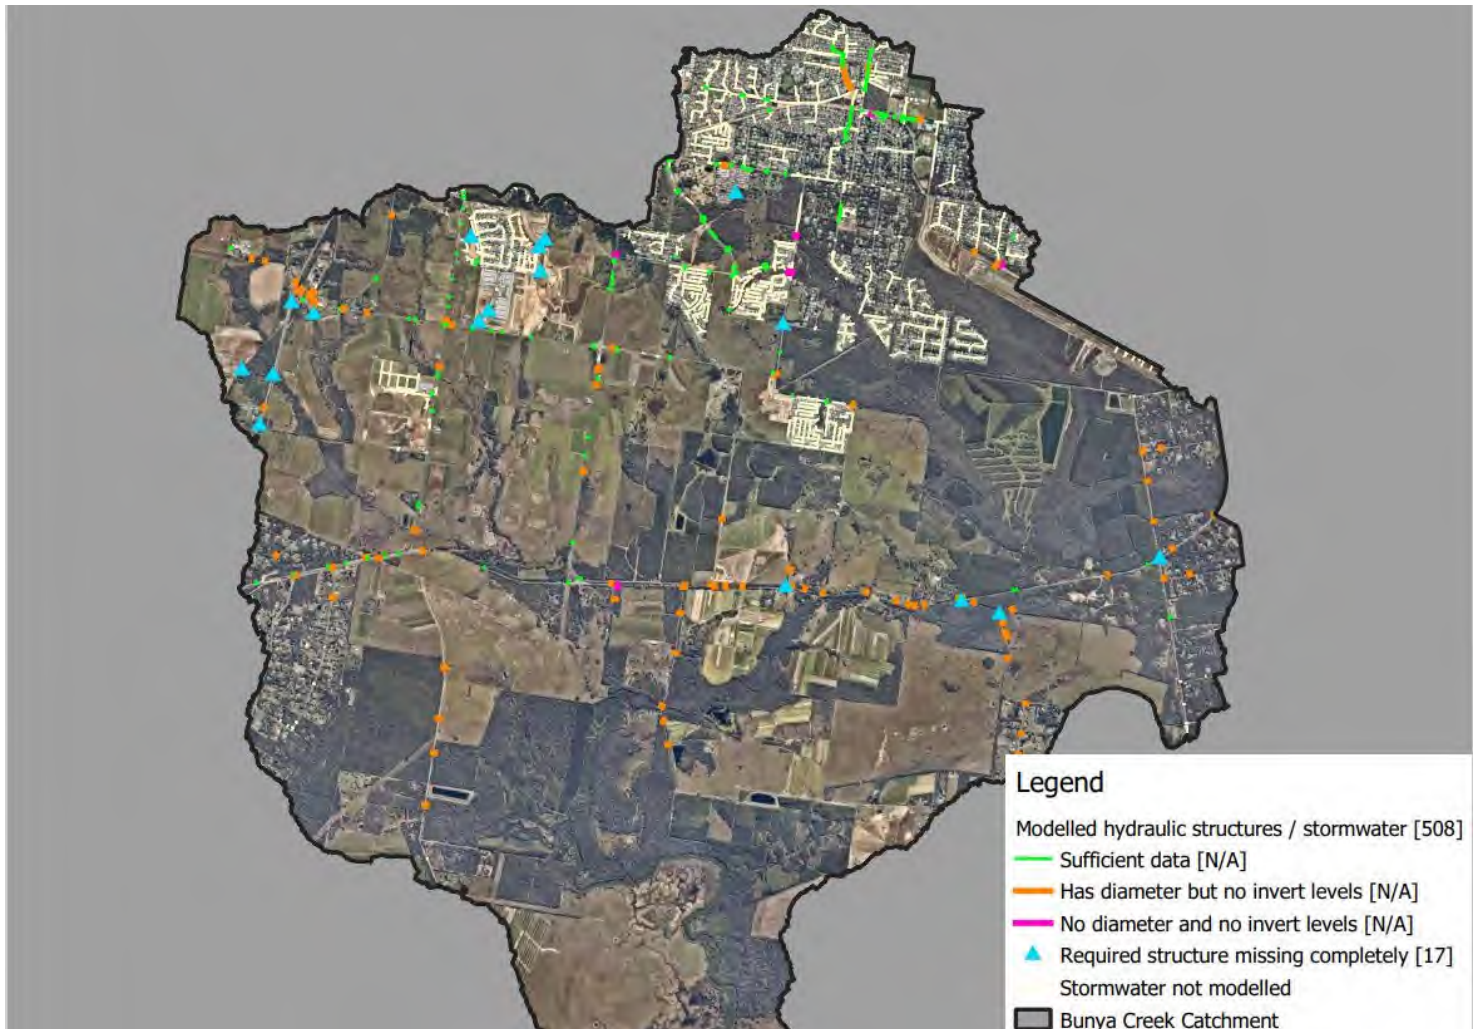 Legend
Modelled hydraulic structures / stormwater [508]
Sufficient data [N/A]
Has diameter but no invert levels [N/A]
No diameter and no invert levels [N/A]
Required structure missing completely [17]
Stormwater not modelled
Bunya Creek Catchment